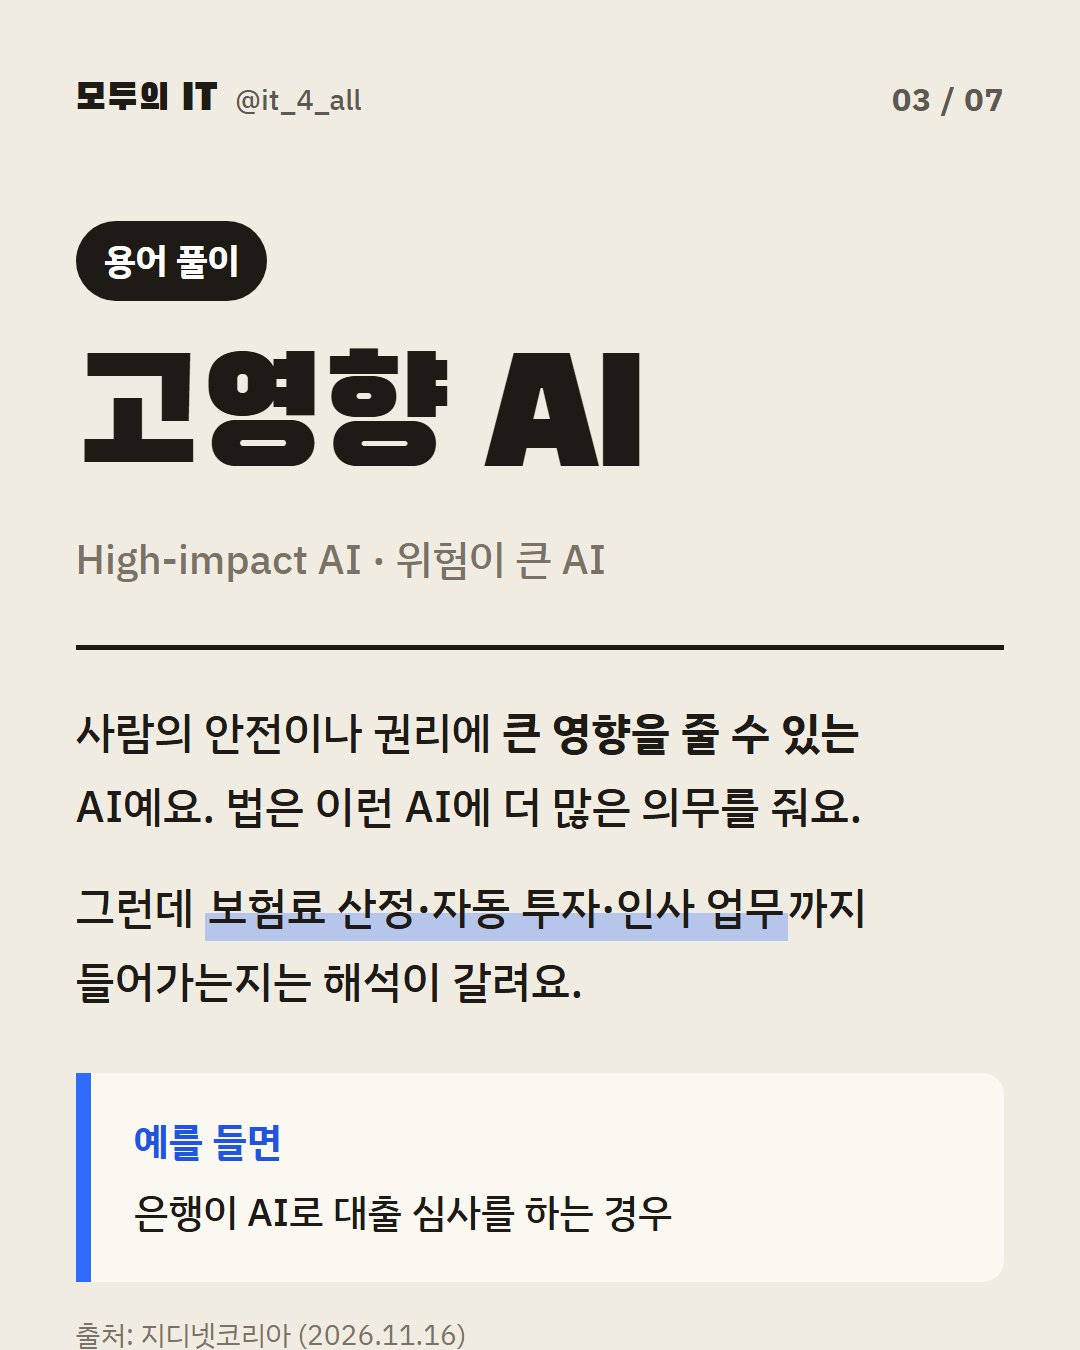 모두의 IT @it_4_all
03 / 07
용어 풀이
고영향 AI
High-impact AI · 위험이 큰 AI
사람의 안전이나 권리에 큰 영향을 줄 수 있는
AI예요. 법은 이런 AI에 더 많은 의무를 줘요.
그런데 보험료 산정·자동 투자·인사 업무까지
들어가는지는 해석이 갈려요.
예를 들면
은행이 AI로 대출 심사를 하는 경우
출처: 지디넷코리아 (2026.11.16)